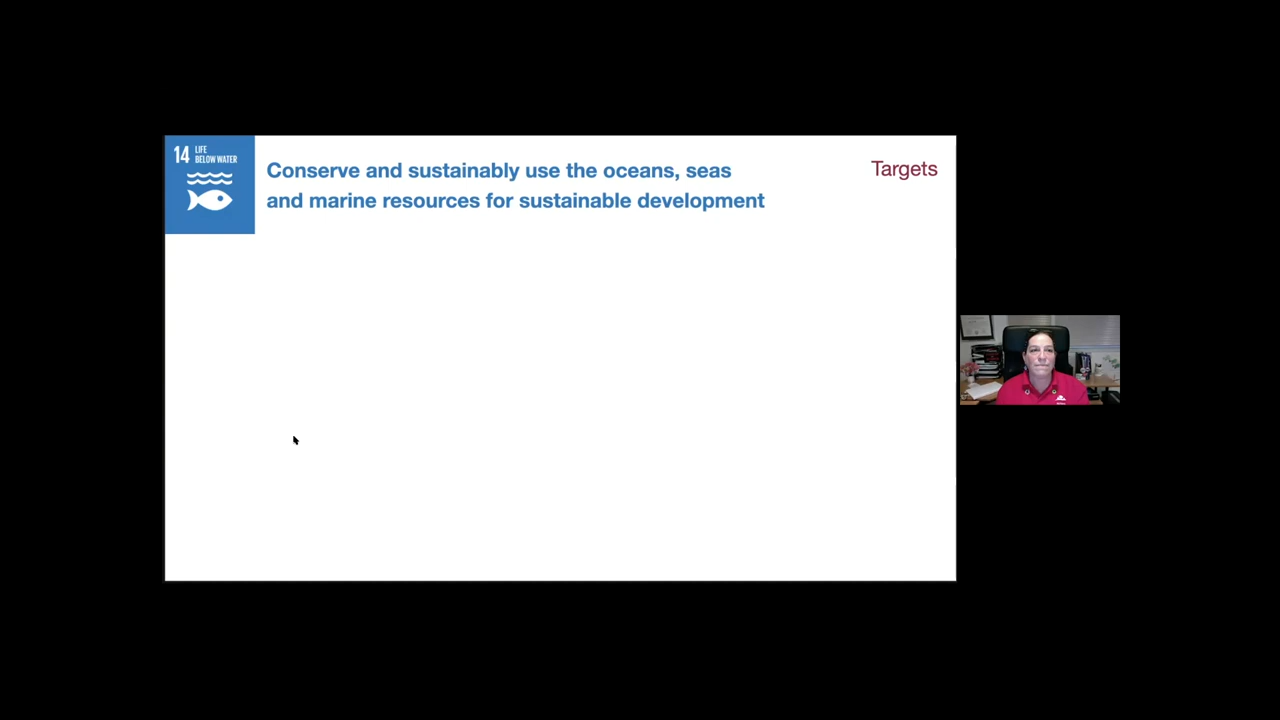 14 LIFE
BELOW WATER
Conserve and sustainably use the oceans, seas
and marine resources for sustainable development
Targets